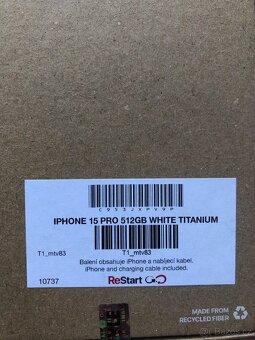 IPHONE 15 PRO 512GB WHITE TITANIUM
T1_mtv83 T1_mtv83
Balení obsahuje iPhone a nabíjecí kabel.
iPhone and charging cable included.
10737 ReStart
MADE FROM
RECYCLED FIBER